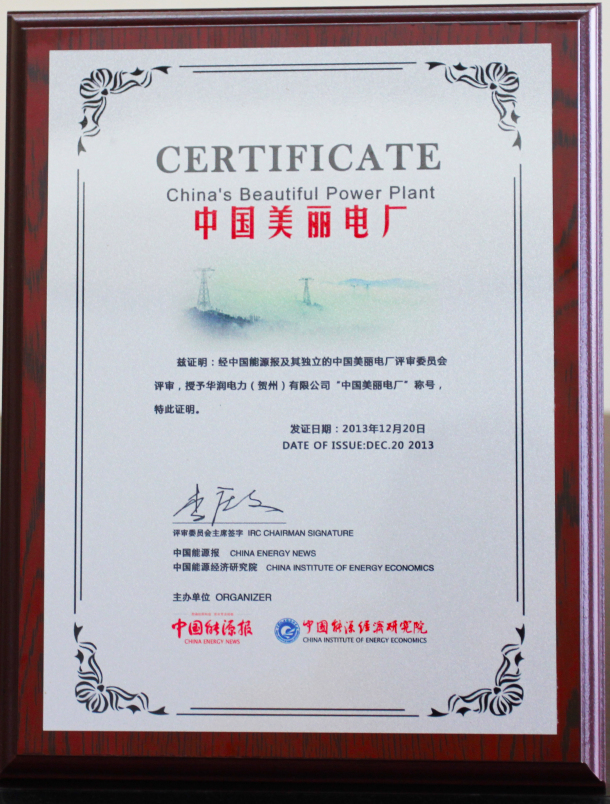 CERTIFICATE
China's Beautiful Power Plant
中国美丽电厂
兹证明：经中国能源报及其独立的中国美丽电厂评审委员会
评审，授予华润电力（贺州）有限公司“中国美丽电厂”称号，
特此证明。
发证日期：2013年12月20日
DATE OF ISSUE:DEC.20 2013
评审委员会主席签字 IRC CHAIRMAN SIGNATURE
中国能源报 CHINA ENERGY NEWS
中国能源经济研究院 CHINA INSTITUTE OF ENERGY ECONOMICS
主办单位 ORGANIZER
中国能源报 中国能源经济研究院
CHINA ENERGY NEWS CHINA INSTITUTE OF ENERGY ECONOMICS